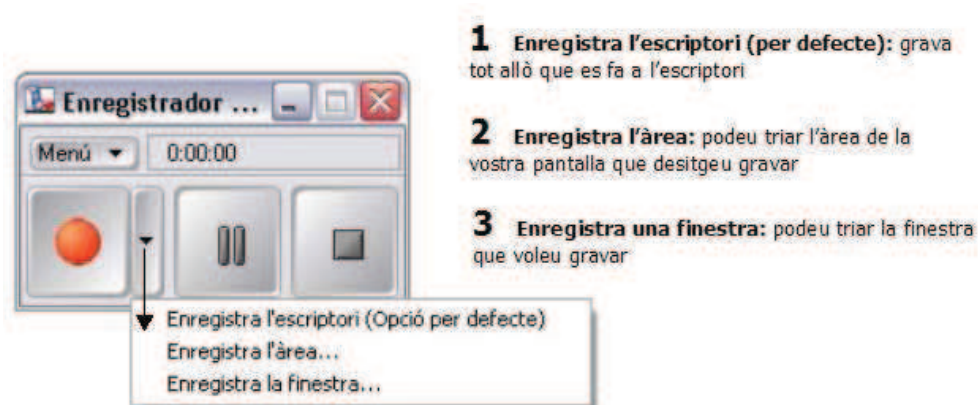 Enregistrador ...
Menú
0:00:00
Enregistra l'escriptori (Opció per defecte)
Enregistra l'àrea...
Enregistra la finestra...
1 Enregistra l'escriptori (per defecte): grava
tot allò que es fa a l'escriptori
2 Enregistra l'àrea: podeu triar l'àrea de la
vostra pantalla que desitgeu gravar
3 Enregistra una finestra: podeu triar la finestra
que voleu gravar